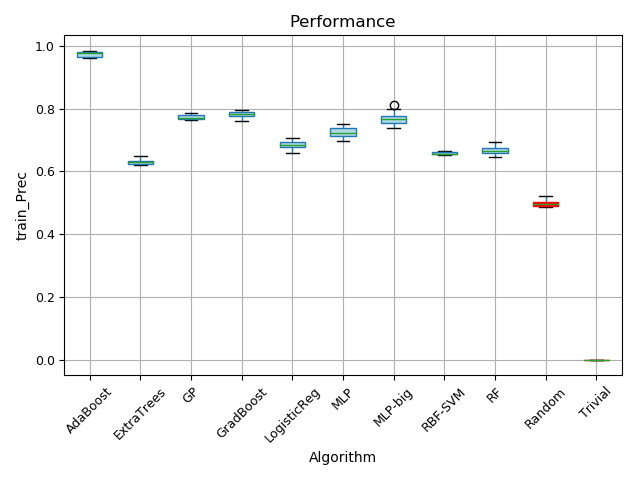 Performance
train_Prec
1.0
0.8
0.6
0.4
0.2
0.0
AdaBoost
ExtraTrees
GP
GradBoost
LogisticReg
MLP
MLP-big
RBF-SVM
RF
Random
Trivial
Algorithm